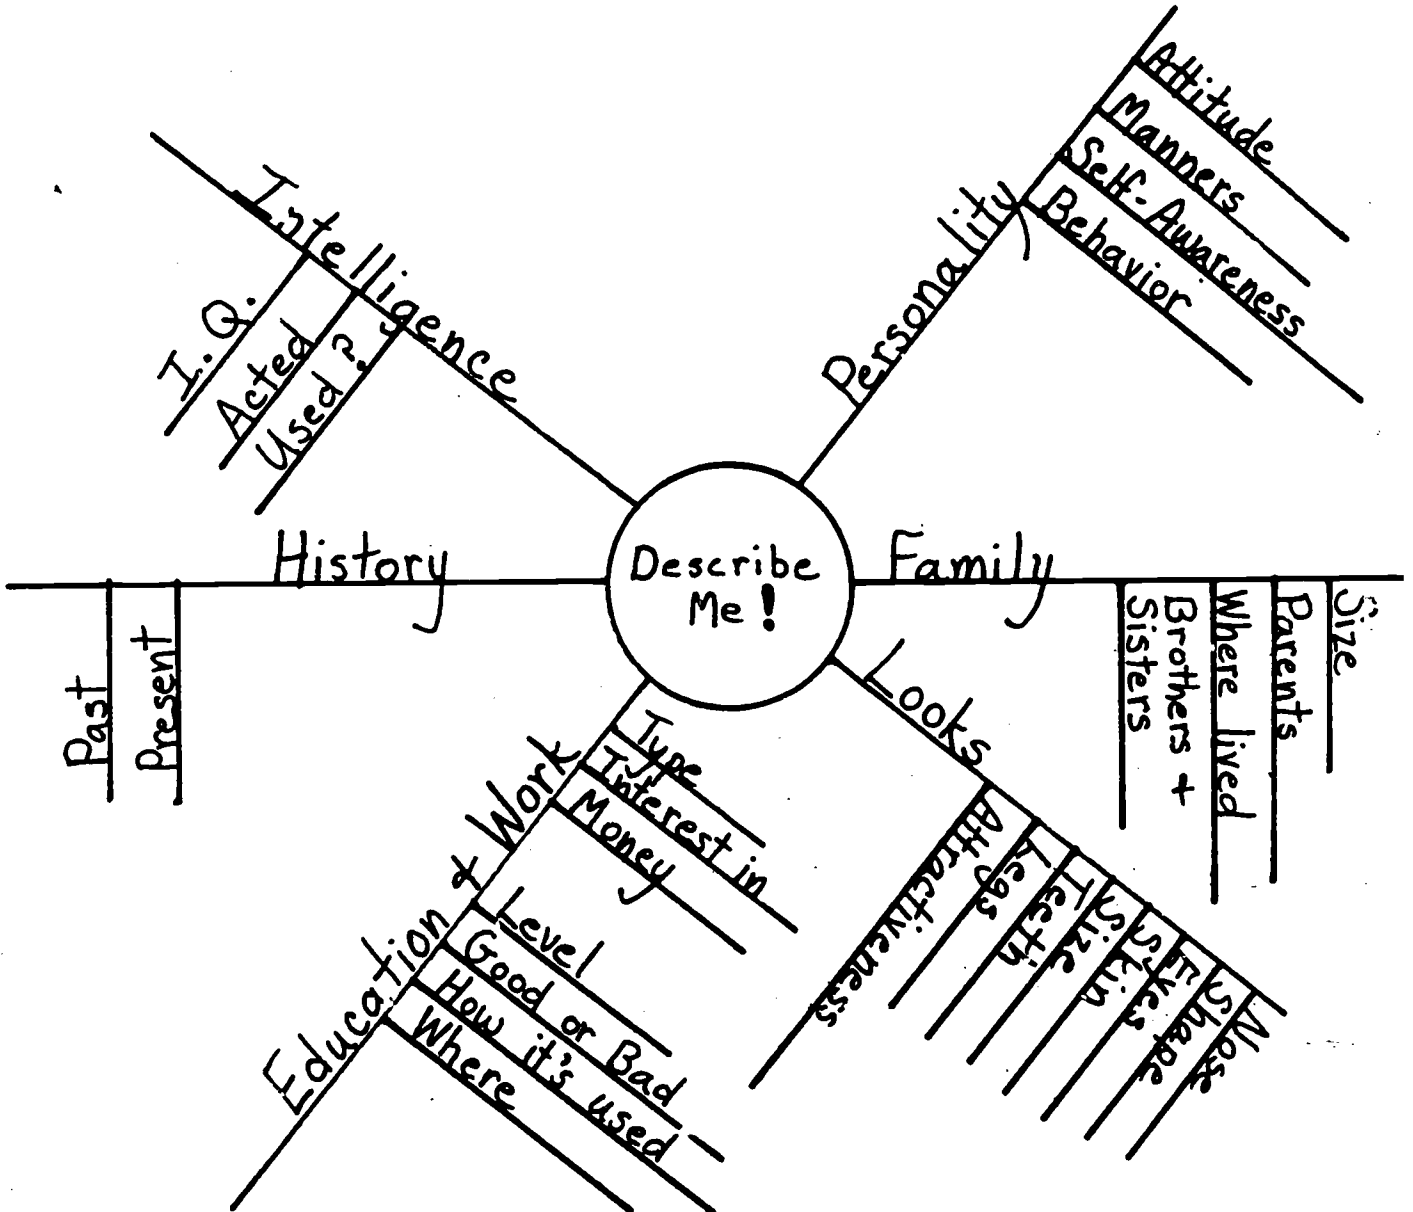 Describe
Me!
Personality
Attitude
Manners
Self-Awareness
Behavior
Family
Size
Parents
Where lived
Brothers +
Sisters
Looks
Attractiveness
Legs
Teeth
Size
Skin
Eyes
Shape
Nose
Education & Work
Type
Interest in
Money
Level
Good or Bad
How it's used
Where
History
Past
Present
Intelligence
I.Q.
Acted
Used?